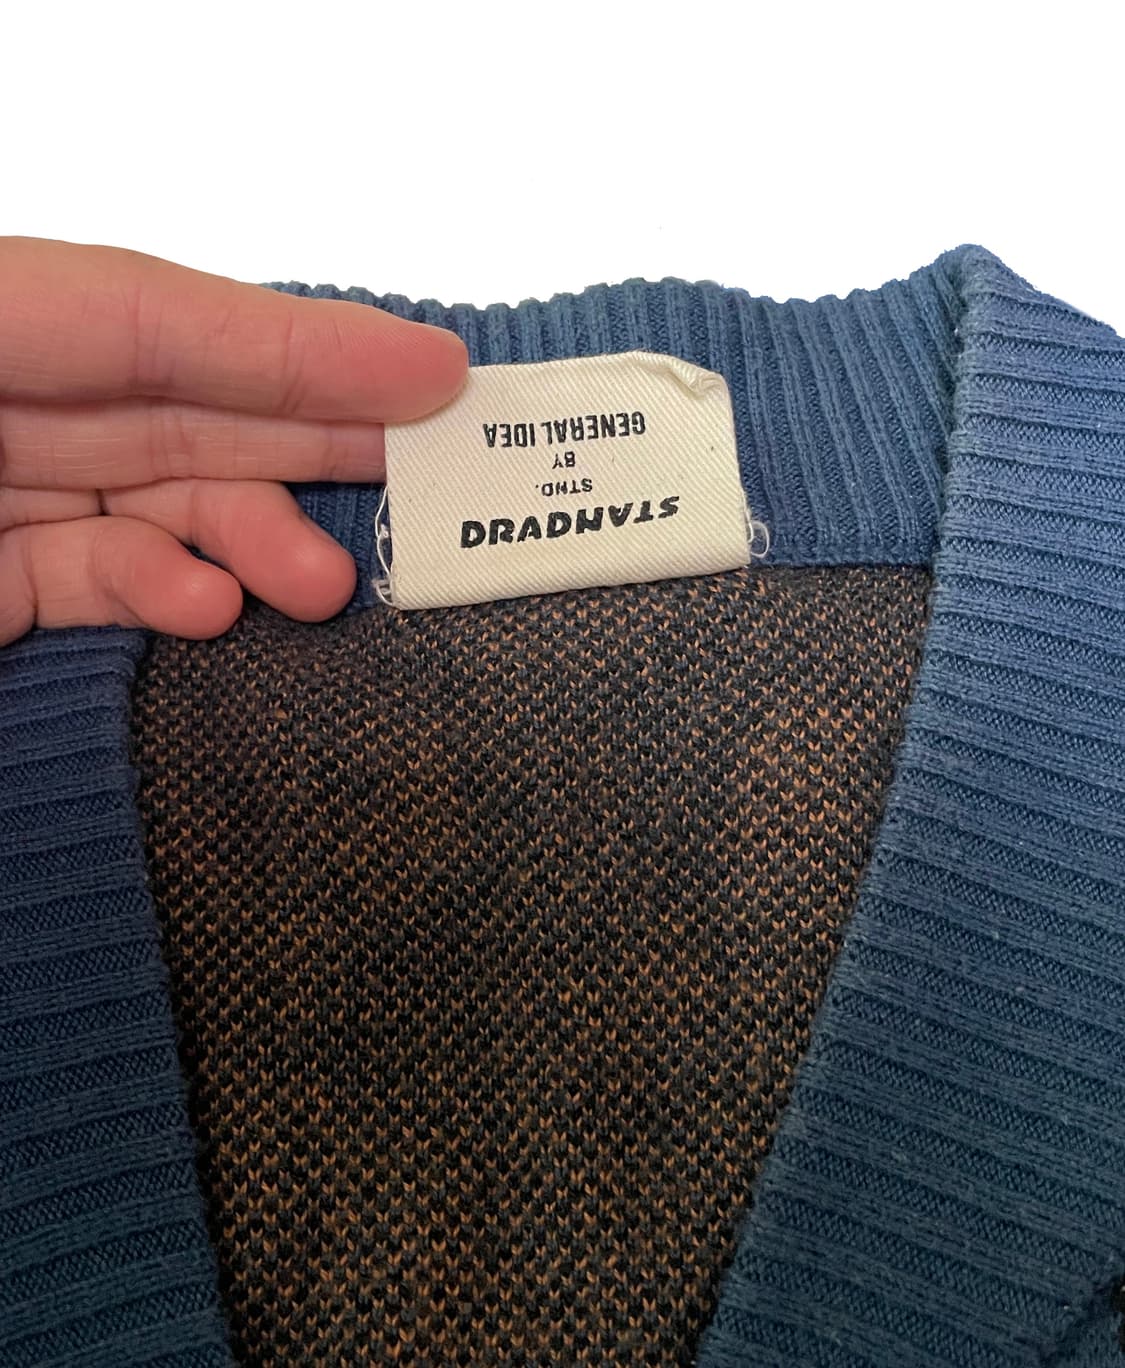 STANDARD
STND.
BY
GENERAL IDEA